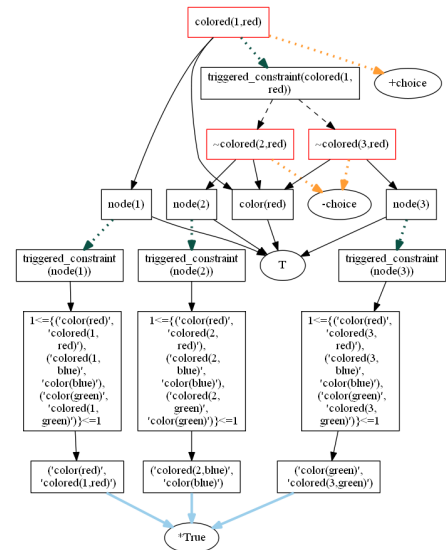 colored(1,red)
triggered_constraint(colored(1,
red))
+choice
~colored(2,red)
~colored(3,red)
node(1)
node(2)
color(red)
-choice
node(3)
triggered_constraint
(node(1))
triggered_constraint
(node(2))
T
triggered_constraint
(node(3))
1<={('color(red)',
'colored(1,
red)'),
('colored(1,
blue)',
'color(blue)'),
('color(green)',
'colored(1,
green)')}<=1
1<={('color(red)',
'colored(2,
red)'),
('colored(2,
blue)',
'color(blue)'),
('colored(2,
green)',
'color(green)')}<=1
1<={('color(red)',
'colored(3,
red)'),
('colored(3,
blue)',
'color(blue)'),
('color(green)',
'colored(3,
green)')}<=1
('color(red)',
'colored(1,red)')
('colored(2,blue)',
'color(blue)')
('color(green)',
'colored(3,green)')
*True